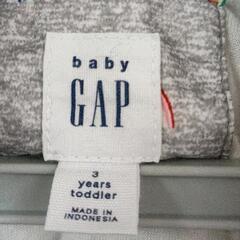 baby
GAP
3
years
toddler
MADE IN
INDONESIA